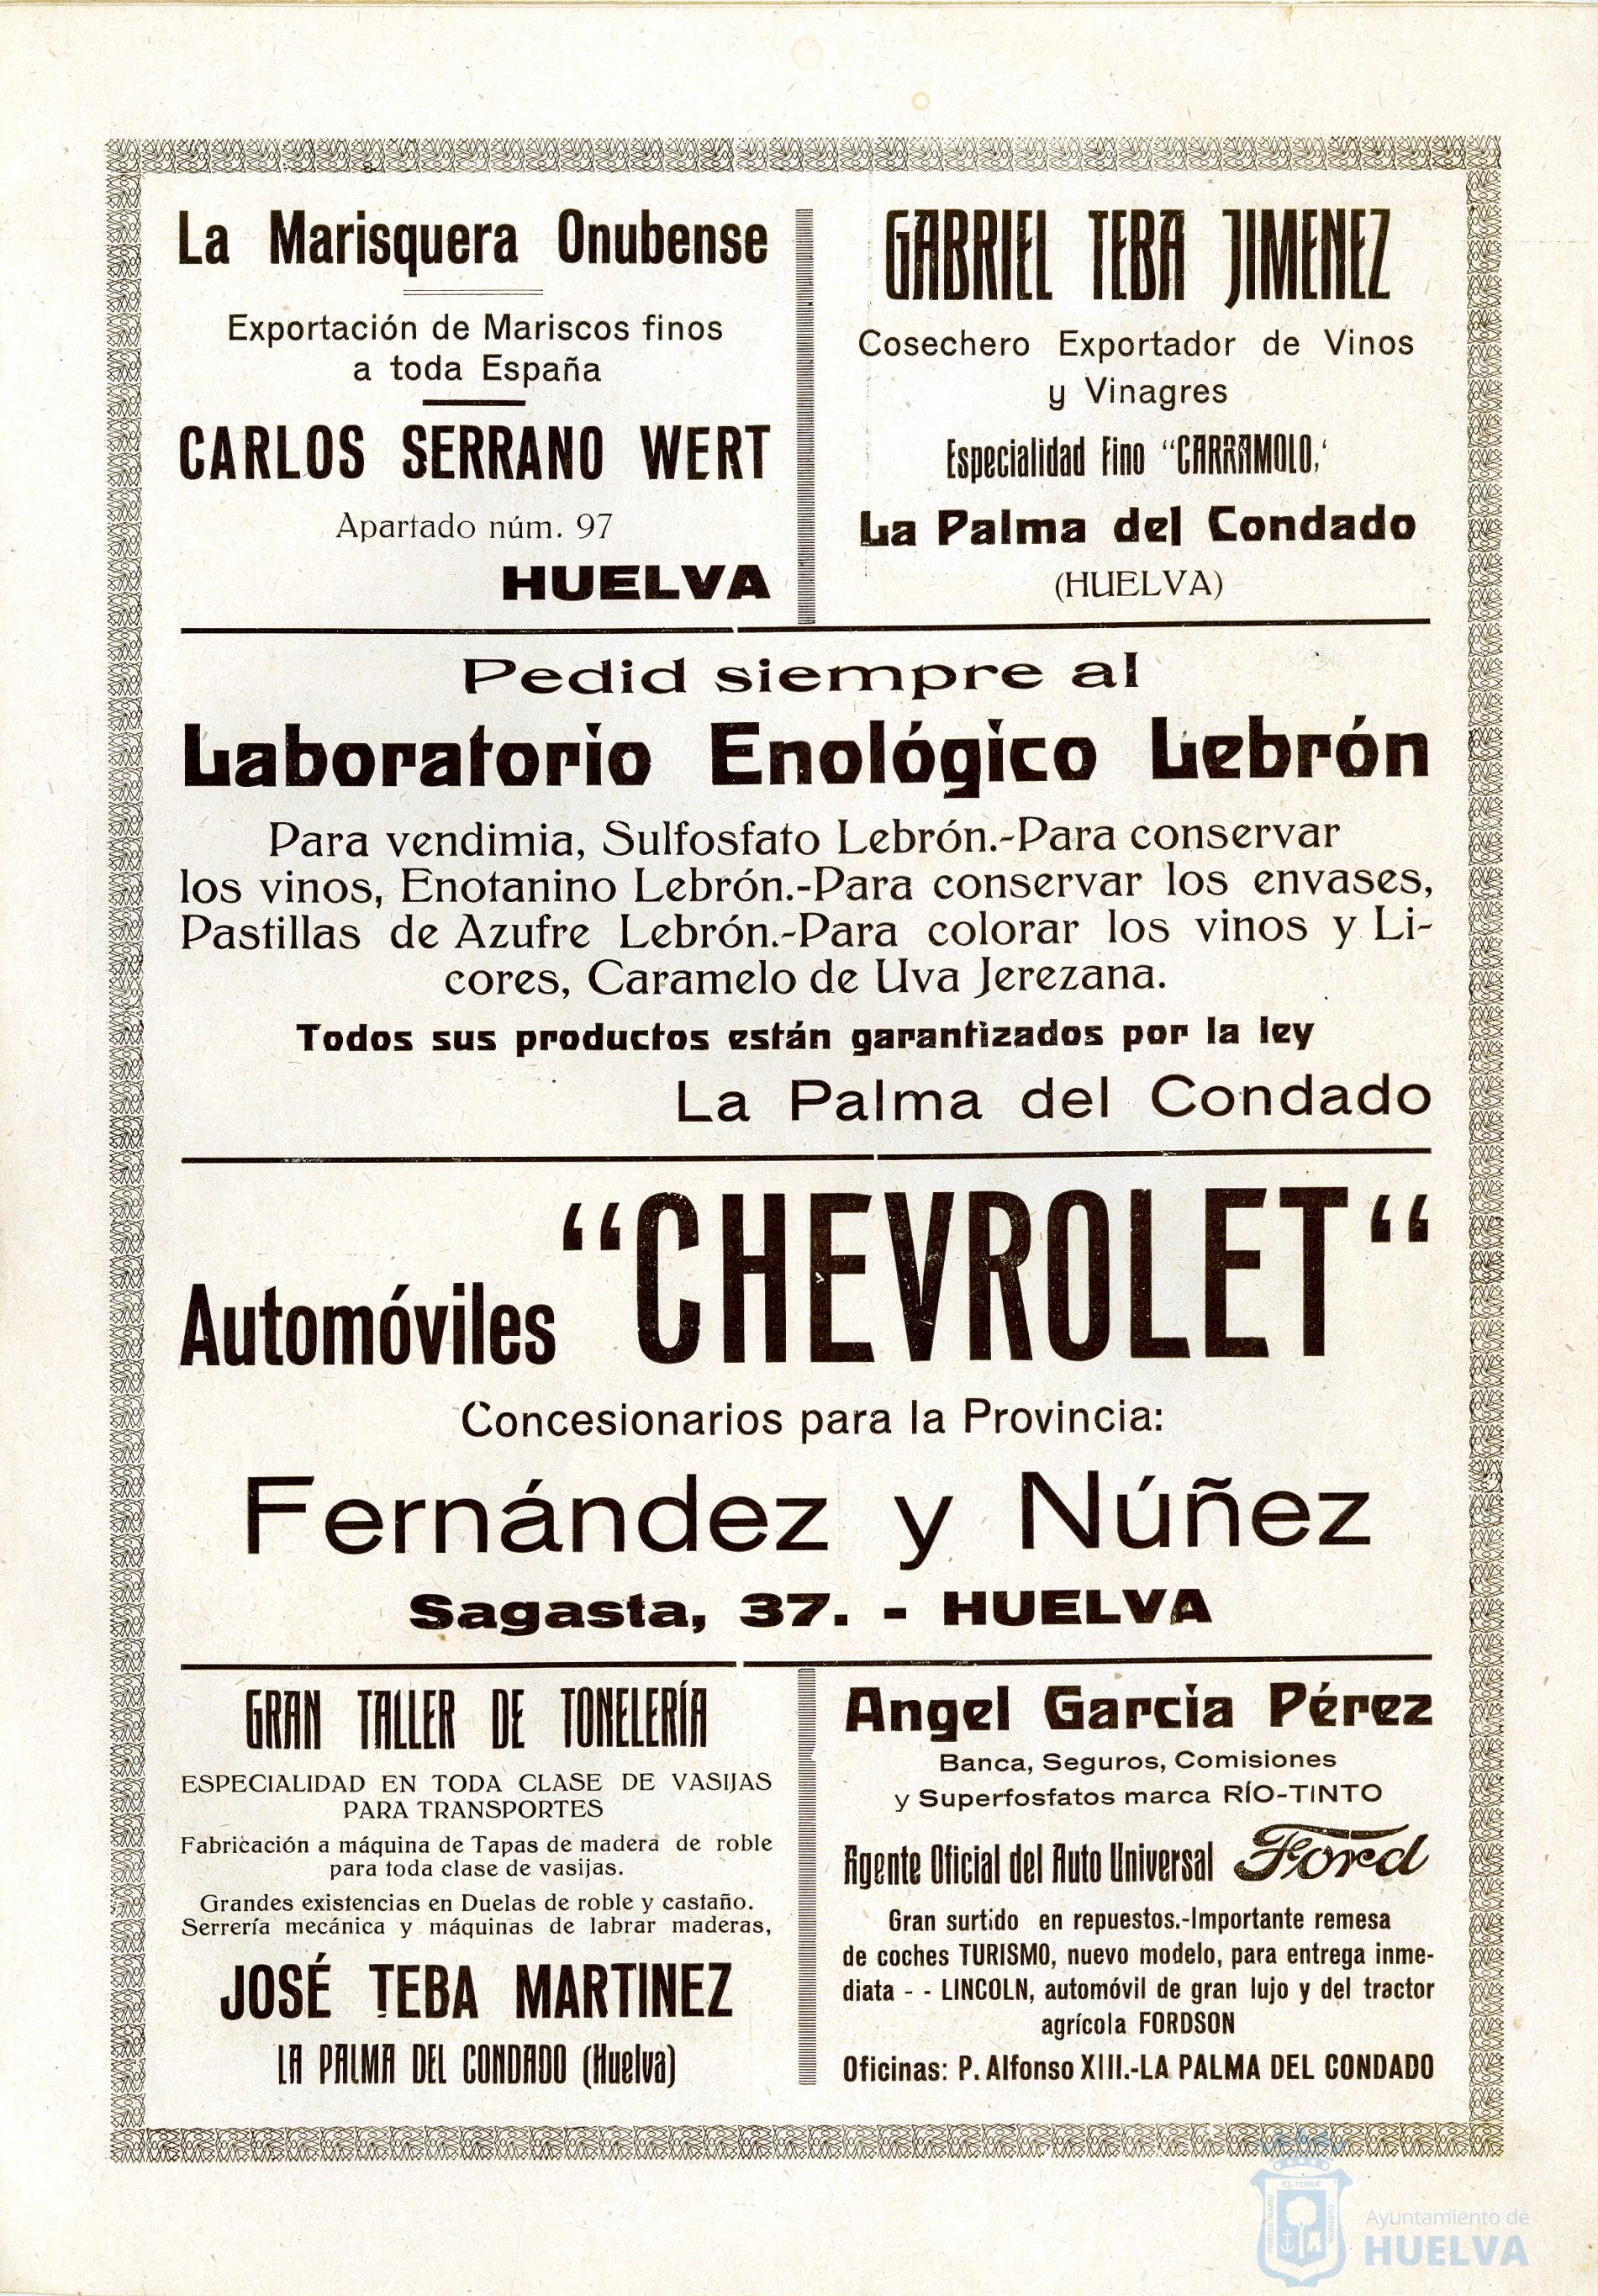 La Marisquera Onubense
Exportación de Mariscos finos
a toda España
CARLOS SERRANO WERT
Apartado núm. 97
HUELVA
GABRIEL TEBA JIMENEZ
Cosechero Exportador de Vinos
y Vinagres
Especialidad Fino “CARRAMOLO,‘
La Palma del Condado
(HUELVA)
Pedid siempre al
Laboratorio Enológico Lebrón
Para vendimia, Sulfosfato Lebrón.-Para conservar
los vinos, Enotanino Lebrón.-Para conservar los envases,
Pastillas de Azufre Lebrón.-Para colorar los vinos y Li-
cores, Caramelo de Uva Jerezana.
Todos sus productos están garantizados por la ley
La Palma del Condado
Automóviles “CHEVROLET“
Concesionarios para la Provincia:
Fernández y Núñez
Sagasta, 37. - HUELVA
GRAN TALLER DE TONELERÍA
ESPECIALIDAD EN TODA CLASE DE VASIJAS
PARA TRANSPORTES
Fabricación a máquina de Tapas de madera de roble
para toda clase de vasijas.
Grandes existencias en Duelas de roble y castaño.
Serrería mecánica y máquinas de labrar maderas,
JOSÉ TEBA MARTINEZ
LA PALMA DEL CONDADO (Huelva)
Angel Garcia Pérez
Banca, Seguros, Comisiones
y Superfosfatos marca RÍO-TINTO
Agente Oficial del Auto Universal Ford
Gran surtido en repuestos.-Importante remesa
de coches TURISMO, nuevo modelo, para entrega inme-
diata - - LINCOLN, automóvil de gran lujo y del tractor
agrícola FORDSON
Oficinas: P. Alfonso XIII.-LA PALMA DEL CONDADO
Ayuntamiento de
HUELVA